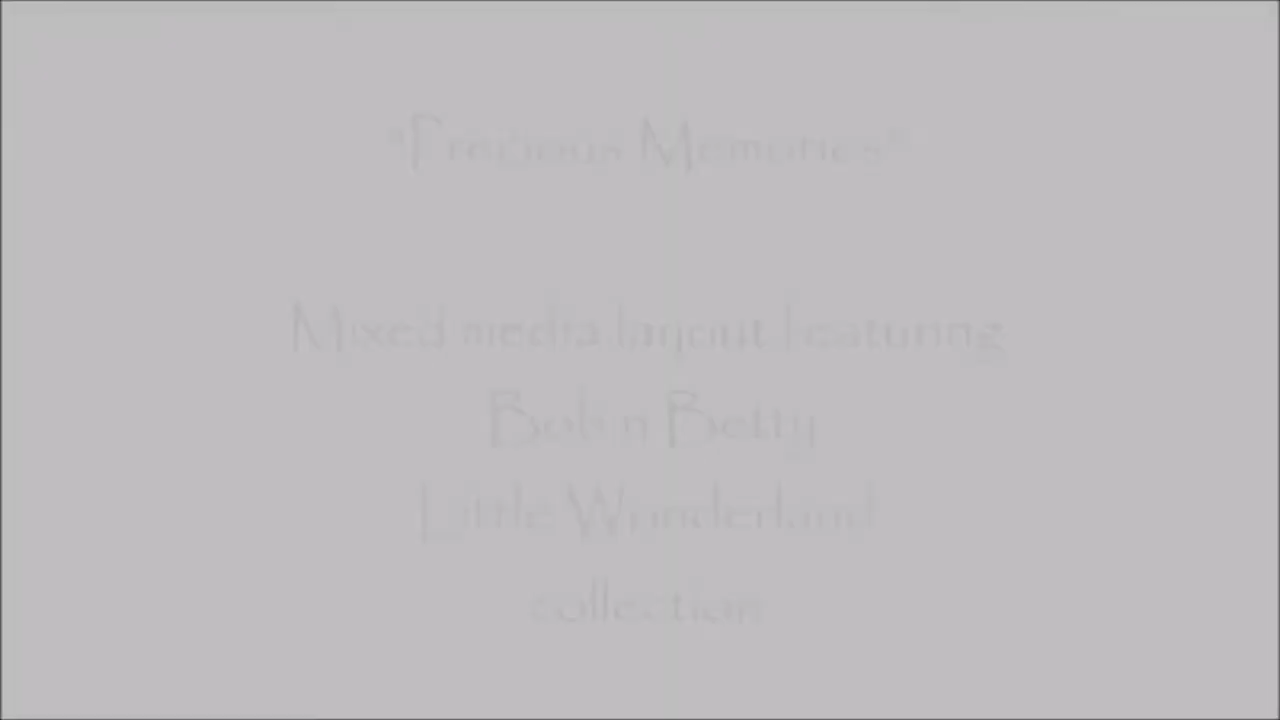 "Precious Memories"
Mixed media layout featuring
Bob n Betty
Little Wonderland
collection